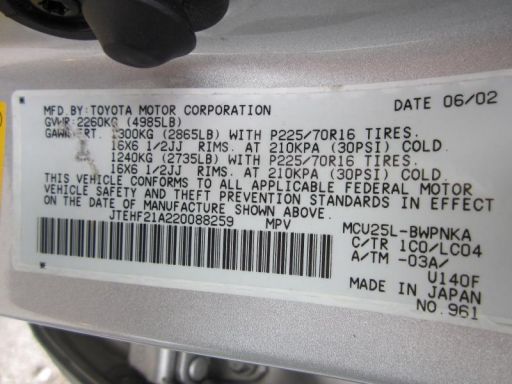 MFD.BY:TOYOTA MOTOR CORPORATION DATE 06/02
GVWR 2260KG (4985LB)
GAWR FRT. 1300KG (2865LB) WITH P225/70R16 TIRES.
16X6 1/2JJ RIMS. AT 210KPA (30PSI) COLD.
1240KG (2735LB) WITH P225/70R16 TIRES.
16X6 1/2JJ RIMS. AT 210KPA (30PSI) COLD.
THIS VEHICLE CONFORMS TO ALL APPLICABLE FEDERAL MOTOR
VEHICLE SAFETY AND THEFT PREVENTION STANDARDS IN EFFECT
ON THE DATE OF MANUFACTURE SHOWN ABOVE.
JTEHF21A220088259 MPV MCU25L-BWPNKA
C/TR 1C0/LC04
A/TM -03A/
U140F
MADE IN JAPAN
NO.961